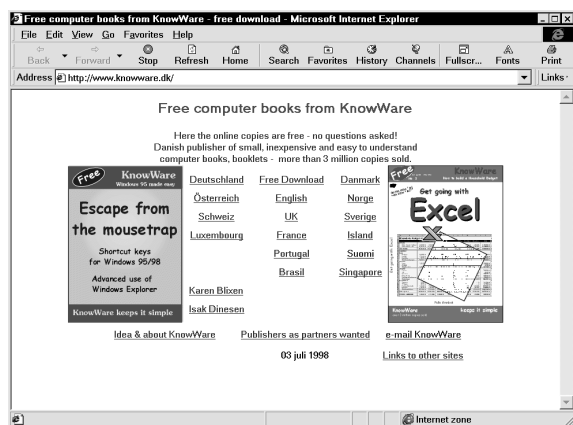 Free computer books from KnowWare - free download - Microsoft Internet Explorer
File Edit View Go Favorites Help
Back Forward Stop Refresh Home Search Favorites History Channels Fullscr... Fonts Print
Address http://www.knowware.dk/ Links
Free computer books from KnowWare
Here the online copies are free - no questions asked!
Danish publisher of small, inexpensive and easy to understand
computer books, booklets - more than 3 million copies sold.
Free KnowWare
Windows 95 made easy
Escape from
the mousetrap
Shortcut keys
for Windows 95/98
Advanced use of
Windows Explorer
KnowWare keeps it simple
Deutschland Free Download Danmark
Österreich English Norge
Schweiz UK Sverige
Luxembourg France Island
Portugal Suomi
Brasil Singapore
Karen Blixen
Isak Dinesen
Free KnowWare
Get going with
Excel
KnowWare keeps it simple
Idea & about KnowWare Publishers as partners wanted e-mail KnowWare
03 juli 1998 Links to other sites
Internet zone